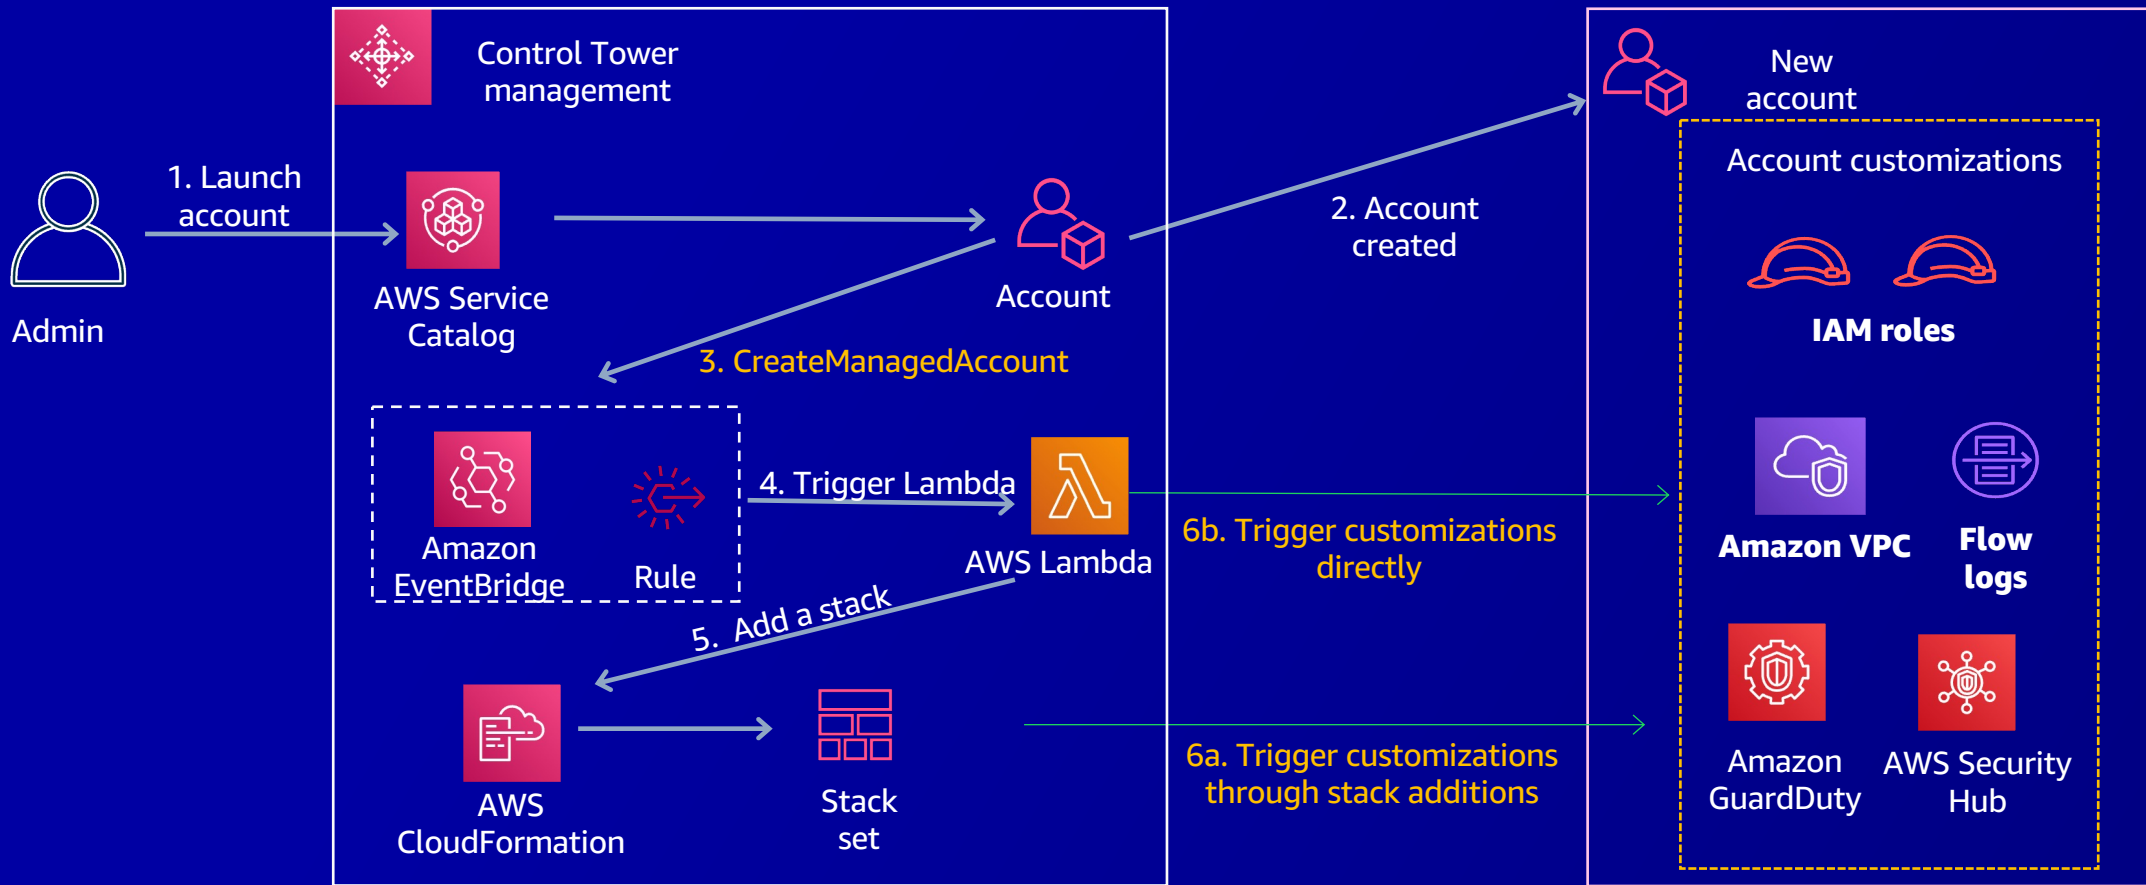 Control Tower
management
New
account
Account customizations
1. Launch
account
2. Account
created
Admin
AWS Service
Catalog
Account
IAM roles
3. CreateManagedAccount
4. Trigger Lambda
Amazon
EventBridge
Rule
AWS Lambda
6b. Trigger customizations
directly
Amazon VPC
Flow
logs
5. Add a stack
AWS
CloudFormation
Stack
set
6a. Trigger customizations
through stack additions
Amazon
GuardDuty
AWS Security
Hub